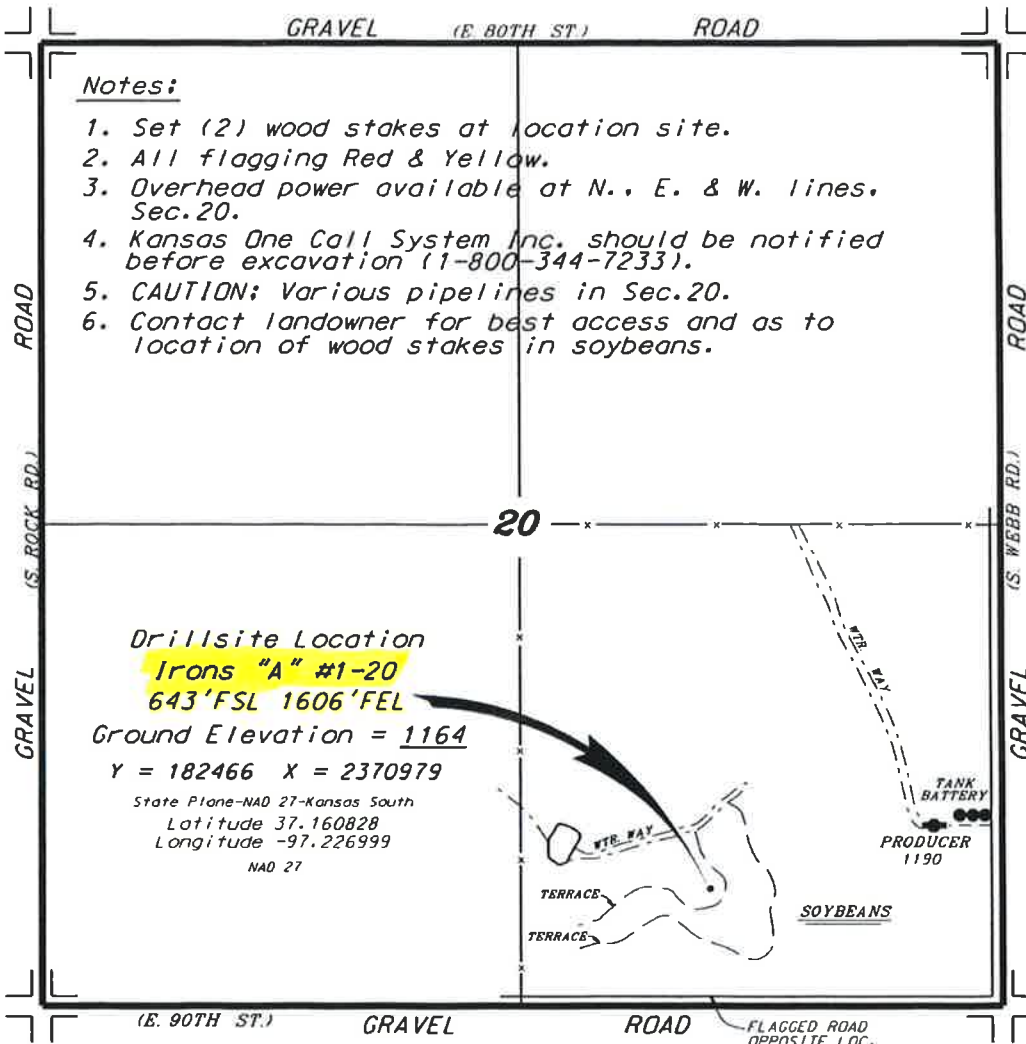 GRAVEL (E. 80TH ST.) ROAD
Notes:
1. Set (2) wood stakes at location site.
2. All flagging Red & Yellow.
3. Overhead power available at N., E. & W. lines,
Sec.20.
4. Kansas One Call System Inc. should be notified
before excavation (1-800-344-7233).
5. CAUTION: Various pipelines in Sec.20.
6. Contact landowner for best access and as to
location of wood stakes in soybeans.
ROAD
(S. ROCK RD.)
GRAVEL
ROAD
(S. WEBB RD.)
GRAVEL
20
Drillsite Location
Irons "A" #1-20
643'FSL 1606'FEL
Ground Elevation = 1164
Y = 182466 X = 2370979
State Plane-NAD 27-Kansas South
Latitude 37.160828
Longitude -97.226999
NAD 27
WTR. WAY
TANK
BATTERY
PRODUCER
1190
WTR. WAY
TERRACE
TERRACE
SOYBEANS
(E. 90TH ST.) GRAVEL ROAD
FLAGGED ROAD
OPPOSITE LOC.